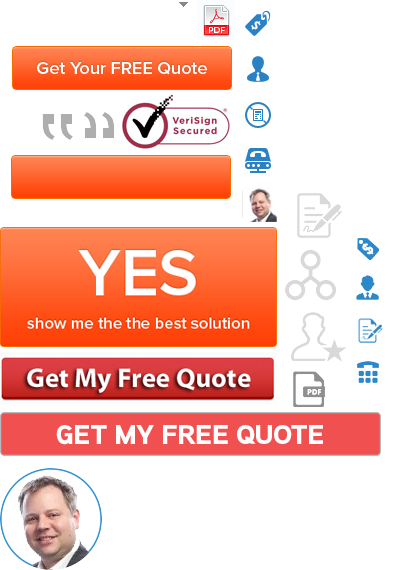 PDF
Get Your FREE Quote
VeriSign
Secured
YES
show me the the best solution
Get My Free Quote
PDF
GET MY FREE QUOTE